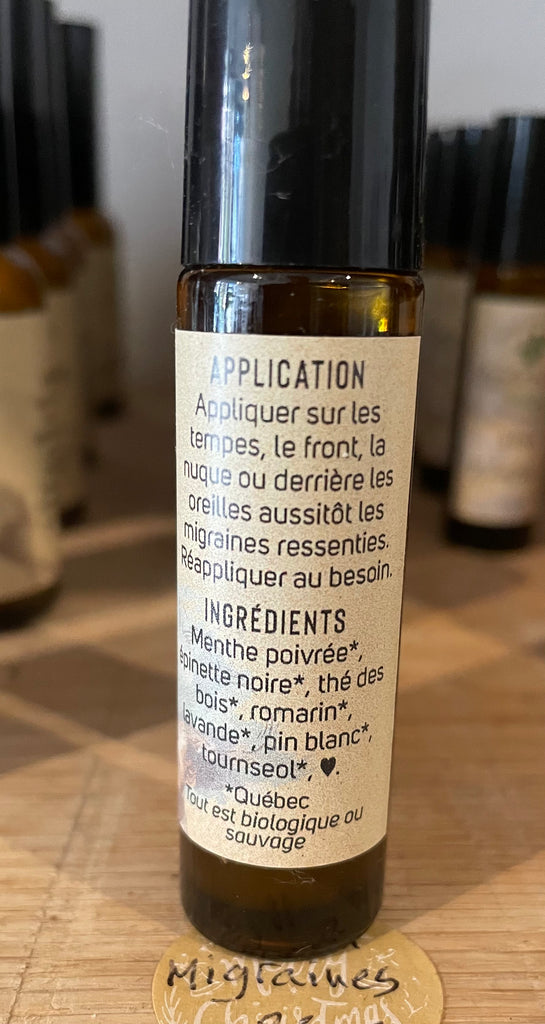 APPLICATION
Appliquer sur les
tempes, le front, la
nuque ou derrière les
oreilles aussitôt les
migraines ressenties.
Réappliquer au besoin.
INGRÉDIENTS
Menthe poivrée*,
épinette noire*, thé des
bois*, romarin*,
lavande*, pin blanc*,
tournseol*, ♥.
*Québec
Tout est biologique ou
sauvage
Migraines
Christmas